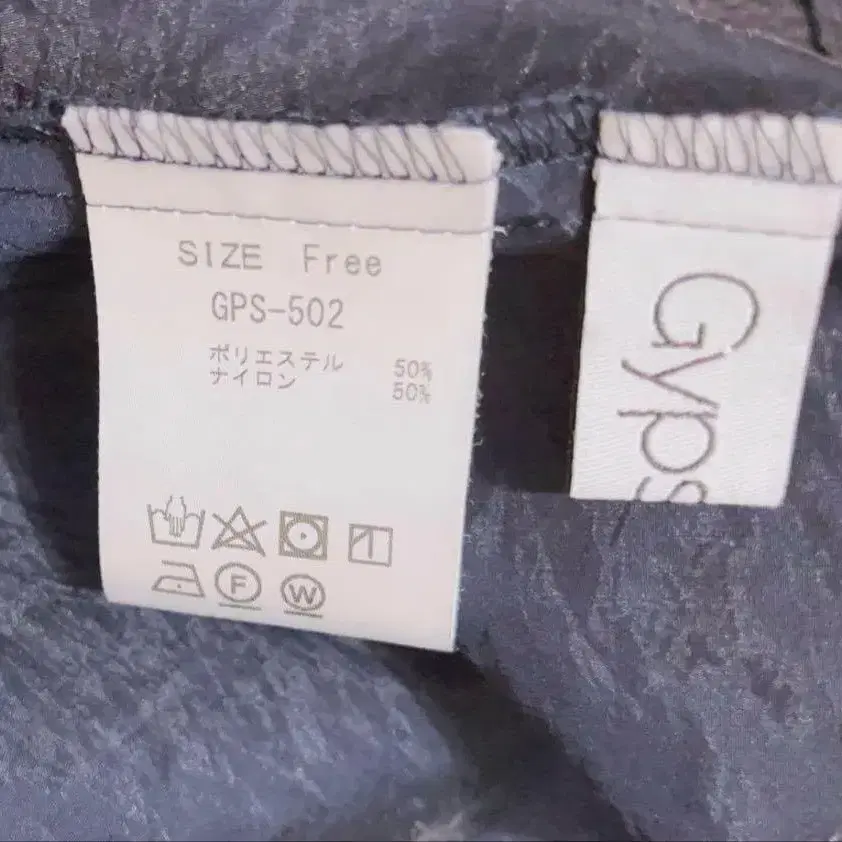 SIZE Free
GPS-502
ポリエステル 50%
ナイロン 50%
F
W
Gyps